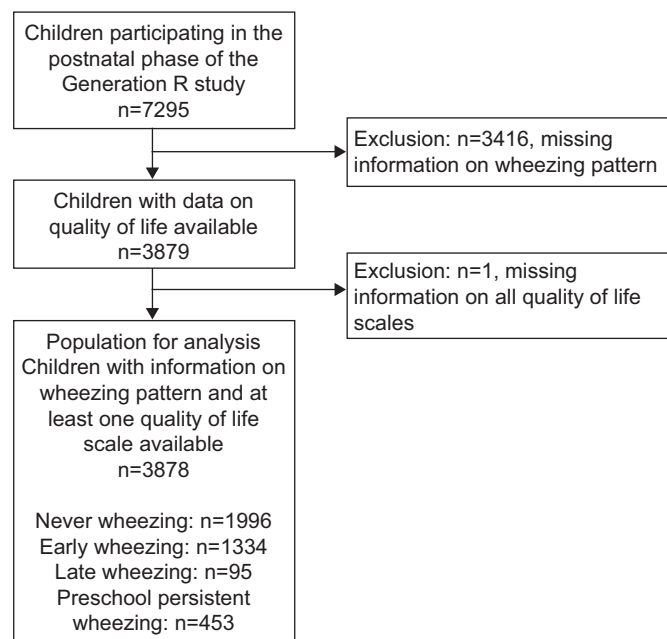 Children participating in the
postnatal phase of the
Generation R study
n=7295
Exclusion: n=3416, missing
information on wheezing pattern
Children with data on
quality of life available
n=3879
Exclusion: n=1, missing
information on all quality of life
scales
Population for analysis
Children with information on
wheezing pattern and at
least one quality of life
scale available
n=3878
Never wheezing: n=1996
Early wheezing: n=1334
Late wheezing: n=95
Preschool persistent
wheezing: n=453